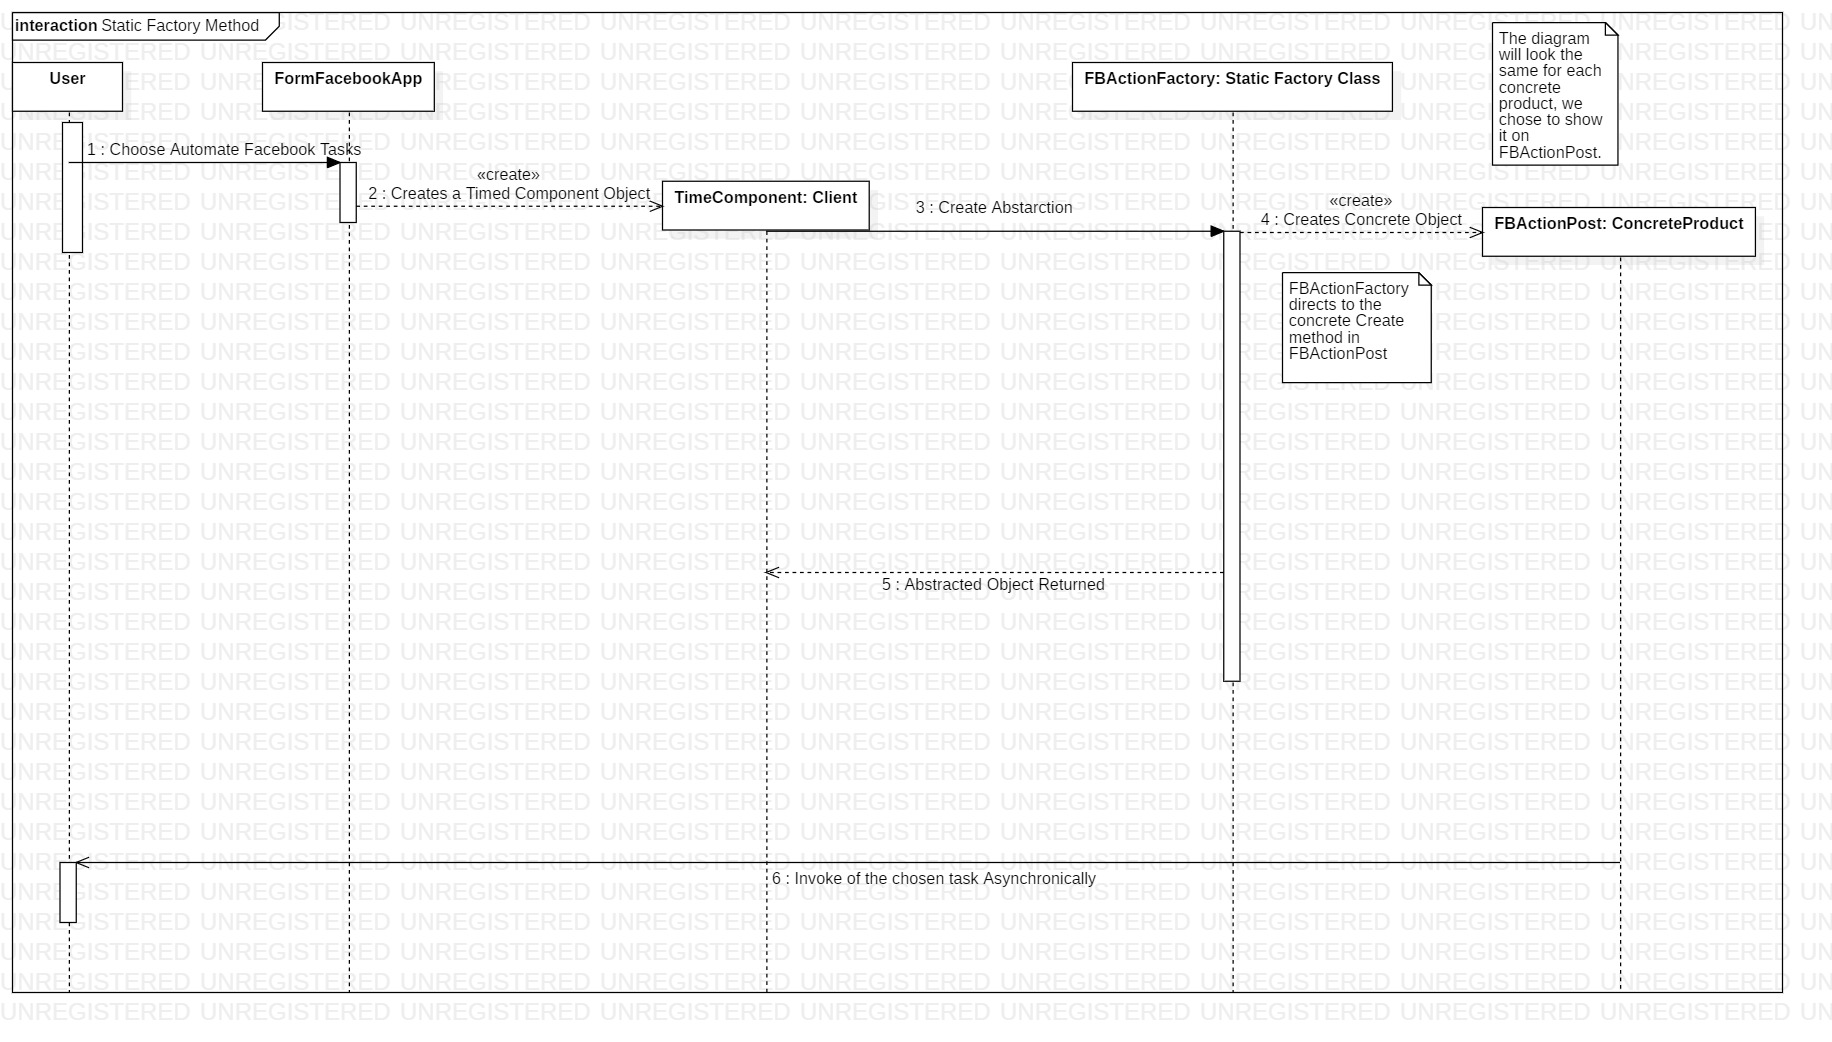 interaction Static Factory Method
User
FormFacebookApp
FBActionFactory: Static Factory Class
The diagram
will look the
same for each
concrete
product, we
chose to show
it on
FBActionPost.
1 : Choose Automate Facebook Tasks
«create»
2 : Creates a Timed Component Object
TimeComponent: Client
3 : Create Abstarction
«create»
4 : Creates Concrete Object
FBActionPost: ConcreteProduct
FBActionFactory
directs to the
concrete Create
method in
FBActionPost
5 : Abstracted Object Returned
6 : Invoke of the chosen task Asynchronically
UNREGISTERED